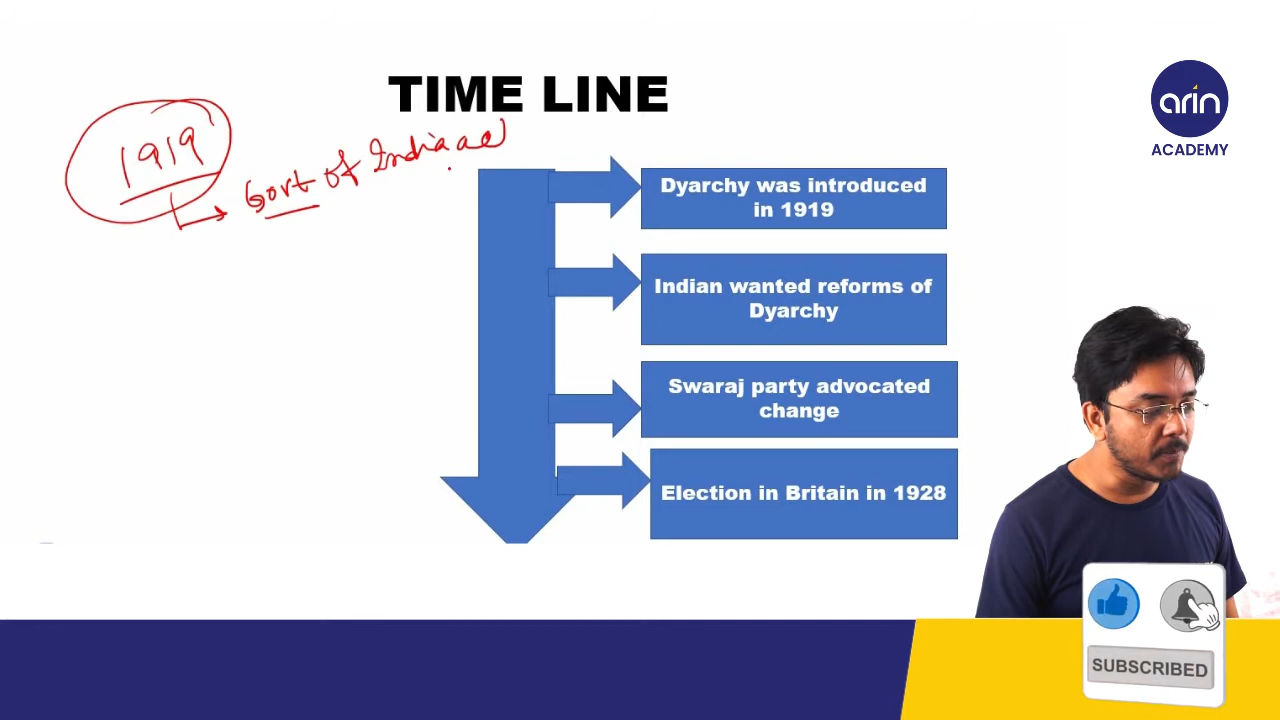 TIME LINE
arin
ACADEMY
1919
Govt of India ac
Dyarchy was introduced
in 1919
Indian wanted reforms of
Dyarchy
Swaraj party advocated
change
Election in Britain in 1928
SUBSCRIBED